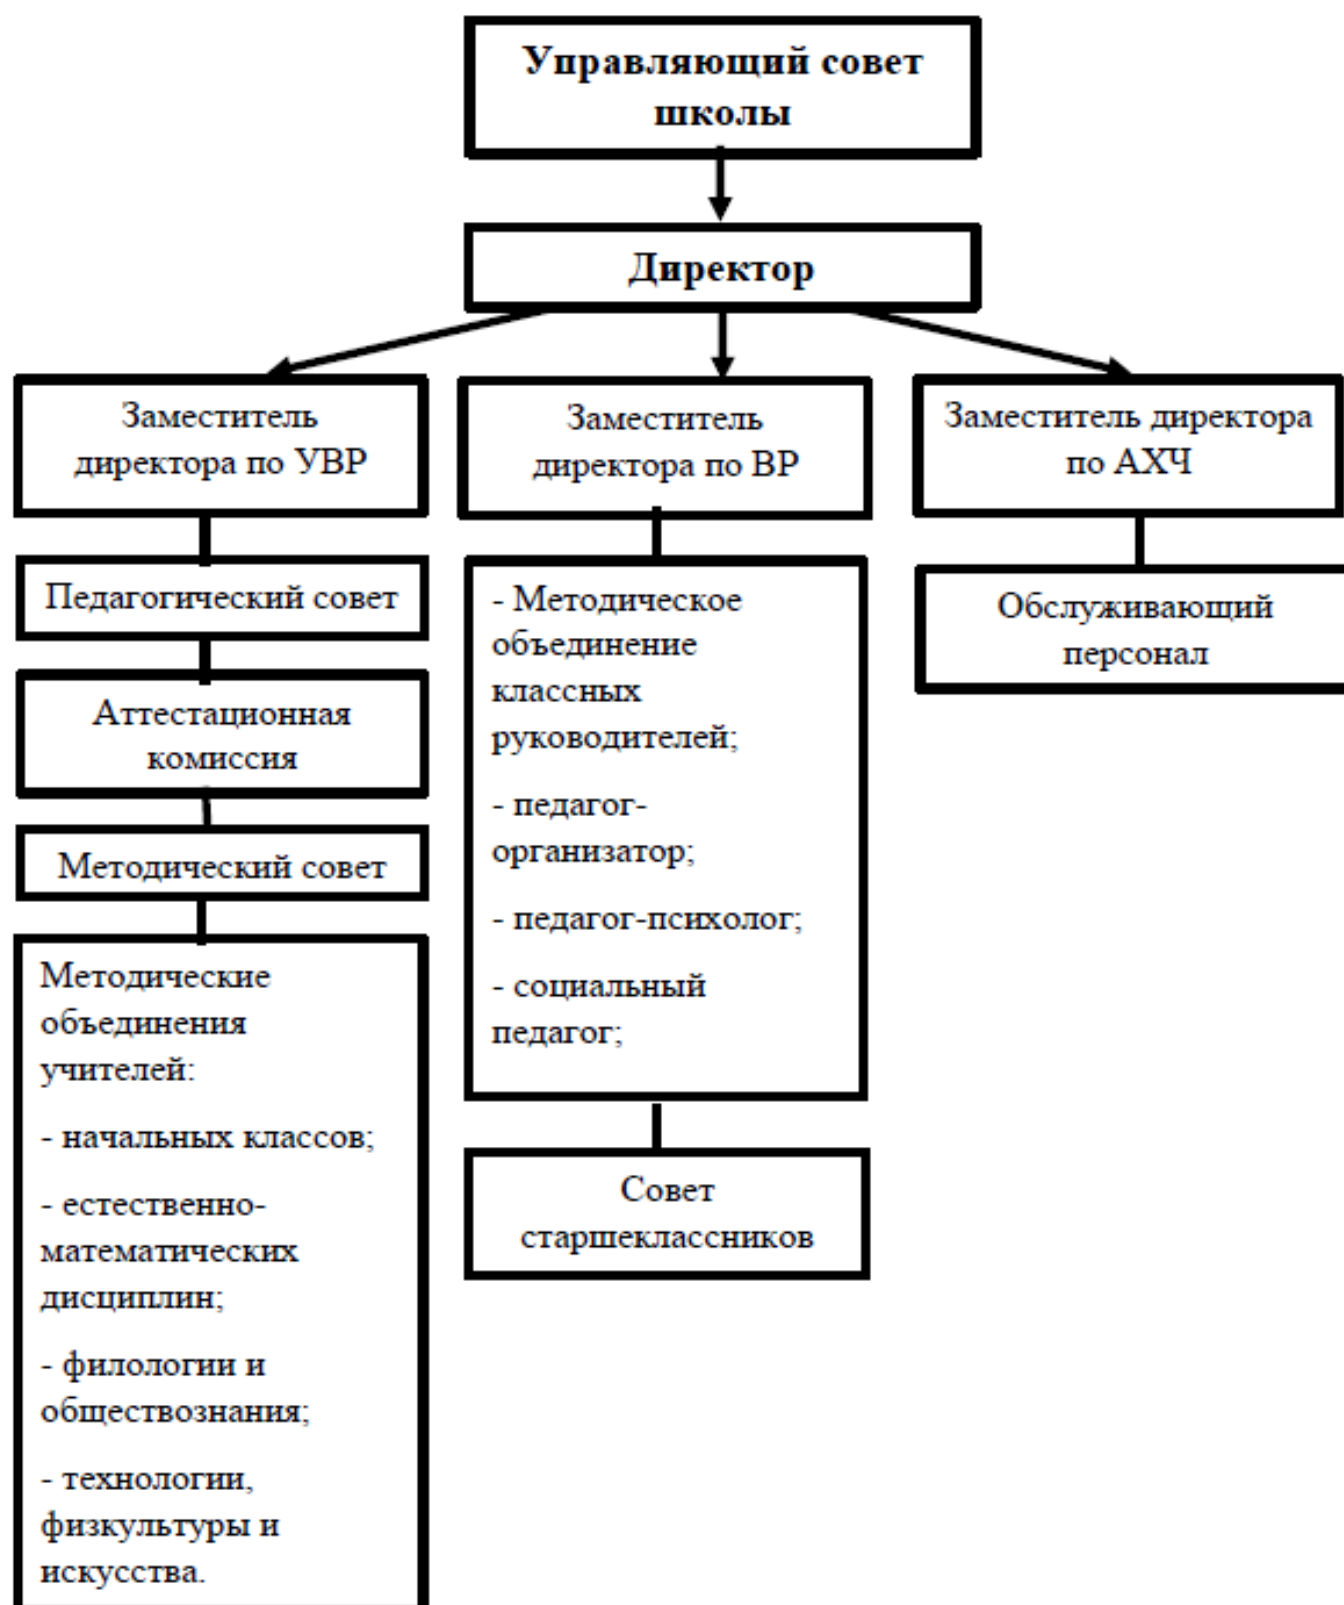 Управляющий совет
школы
Директор
Заместитель
директора по УВР
Заместитель
директора по ВР
Заместитель директора
по АХЧ
Педагогический совет
Аттестационная
комиссия
Методический совет
Методические
объединения
учителей:
- начальных классов;
- естественно-
математических
дисциплин;
- филологии и
обществознания;
- технологии,
физкультуры и
искусства.
- Методическое
объединение
классных
руководителей;
- педагог-
организатор;
- педагог-психолог;
- социальный
педагог;
Совет
старшеклассников
Обслуживающий
персонал